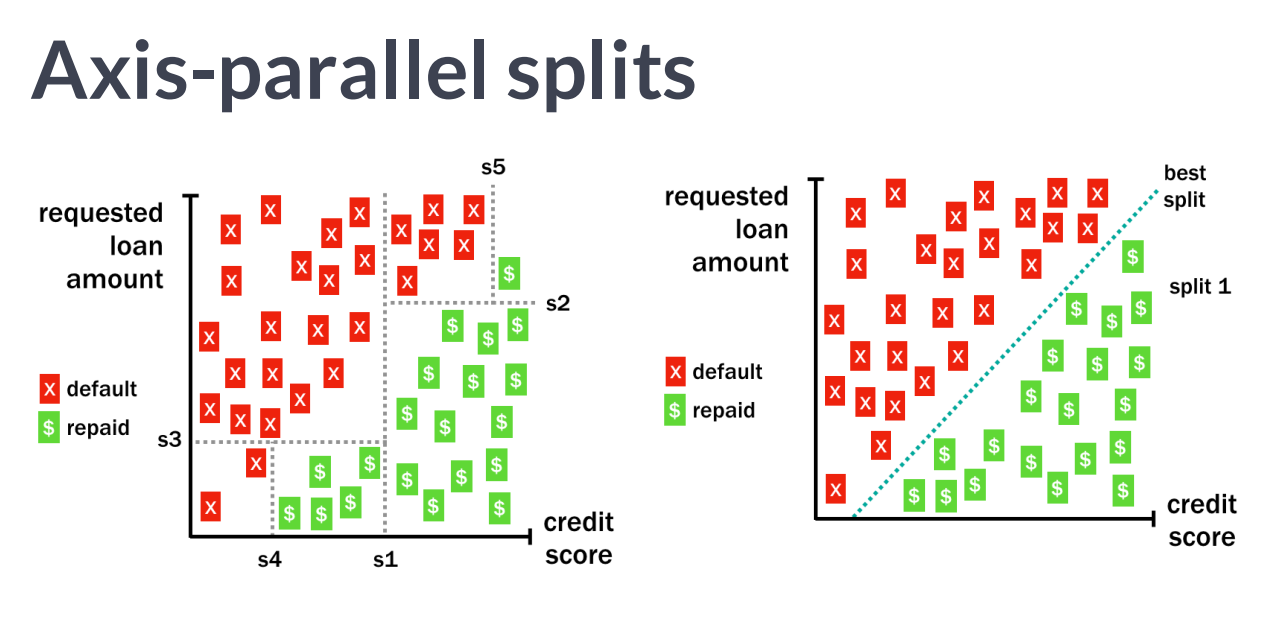 Axis-parallel splits
s5
requested
loan
amount
s2
default
repaid
s3
s4
s1
credit
score
X
$
best
split
requested
loan
amount
split 1
default
repaid
credit
score
X
$